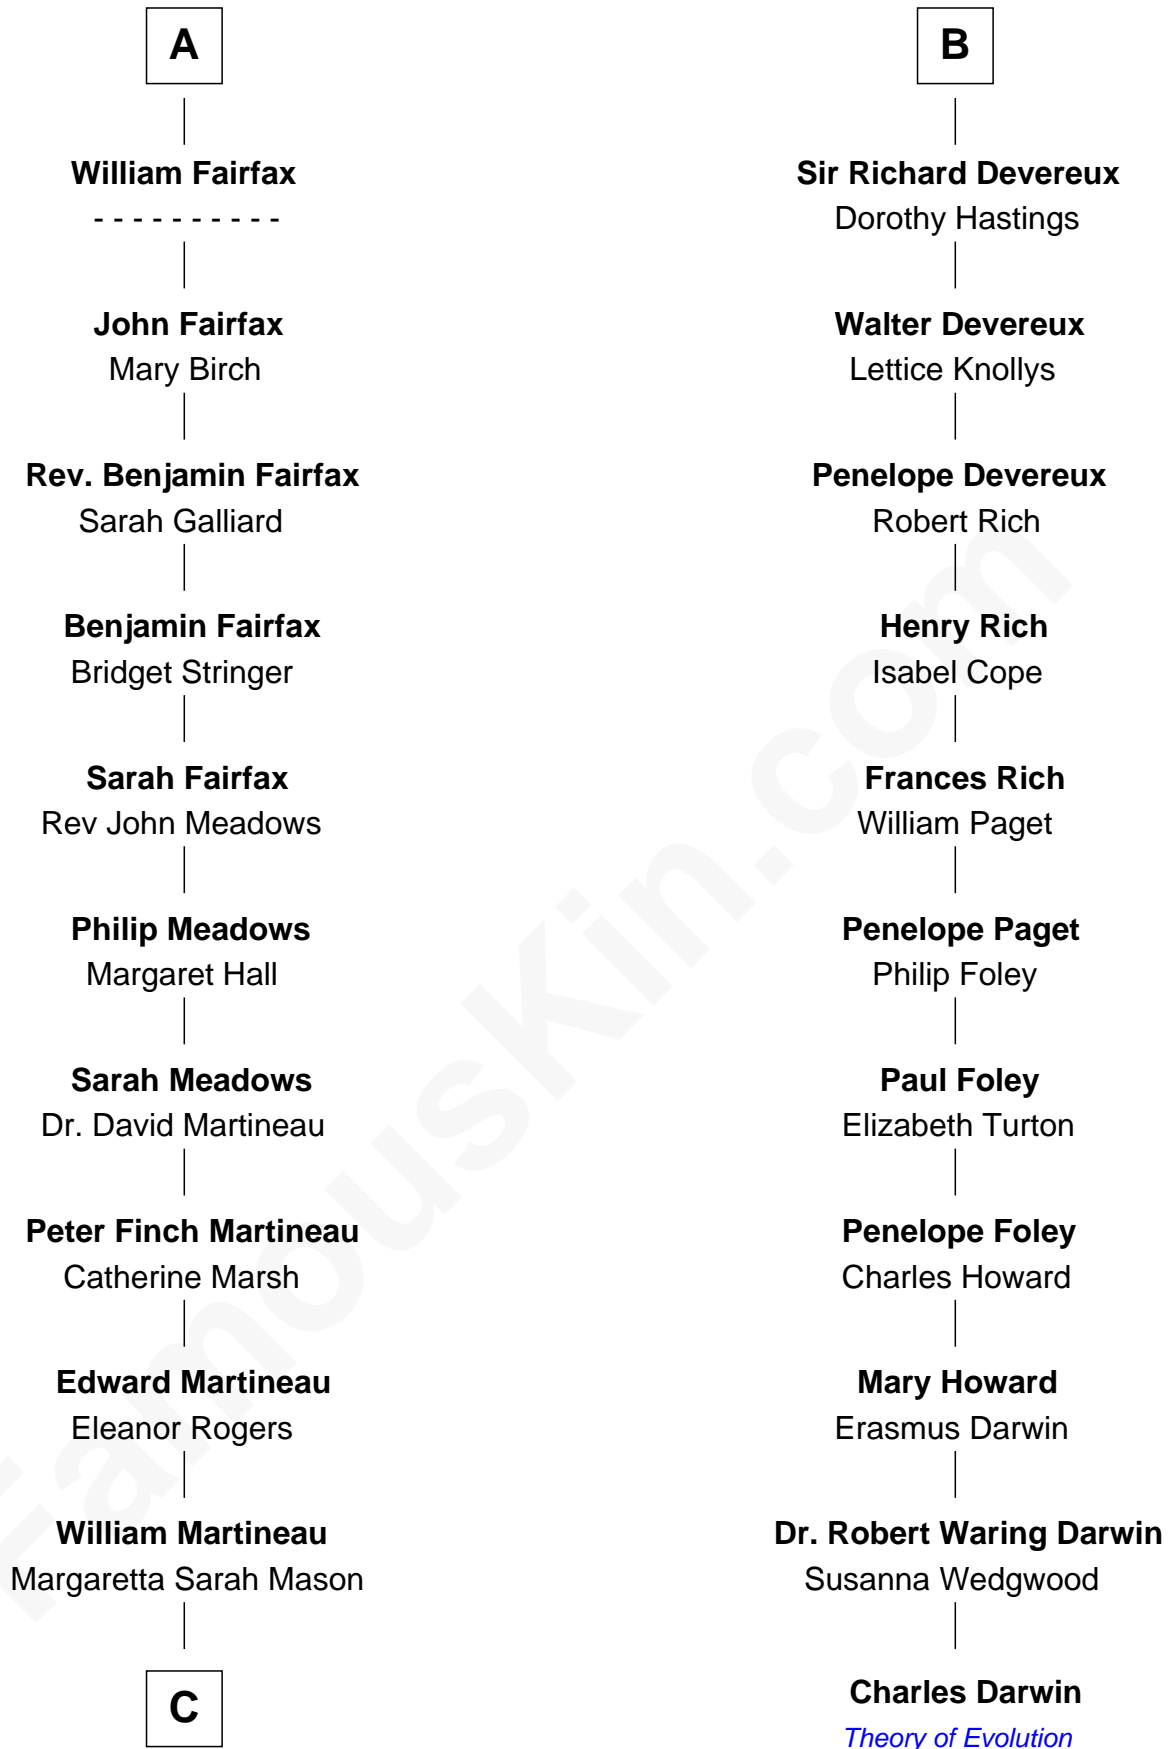 A
B
William Fairfax
- - - - - - - - - -
John Fairfax
Mary Birch
Rev. Benjamin Fairfax
Sarah Galliard
Benjamin Fairfax
Bridget Stringer
Sarah Fairfax
Rev John Meadows
Philip Meadows
Margaret Hall
Sarah Meadows
Dr. David Martineau
Peter Finch Martineau
Catherine Marsh
Edward Martineau
Eleanor Rogers
William Martineau
Margaretta Sarah Mason
C
Sir Richard Devereux
Dorothy Hastings
Walter Devereux
Lettice Knollys
Penelope Devereux
Robert Rich
Henry Rich
Isabel Cope
Frances Rich
William Paget
Penelope Paget
Philip Foley
Paul Foley
Elizabeth Turton
Penelope Foley
Charles Howard
Mary Howard
Erasmus Darwin
Dr. Robert Waring Darwin
Susanna Wedgwood
Charles Darwin
Theory of Evolution
FamousKin.com